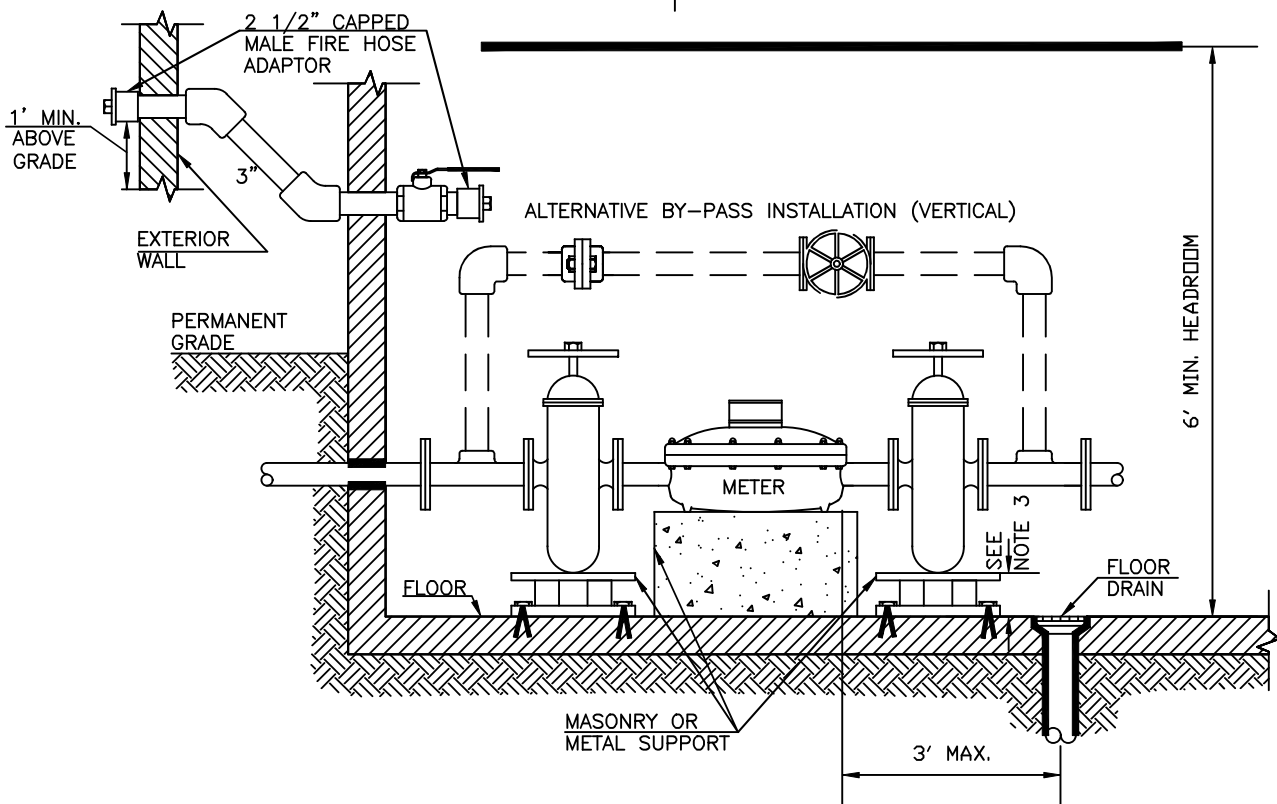 2 1/2” CAPPED
MALE FIRE HOSE
ADAPTOR
1’ MIN.
ABOVE
GRADE
3”
EXTERIOR
WALL
ALTERNATIVE BY–PASS INSTALLATION (VERTICAL)
PERMANENT
GRADE
6’ MIN. HEADROOM
METER
SEE
NOTE 3
FLOOR
FLOOR
DRAIN
MASONRY OR
METAL SUPPORT
3’ MAX.